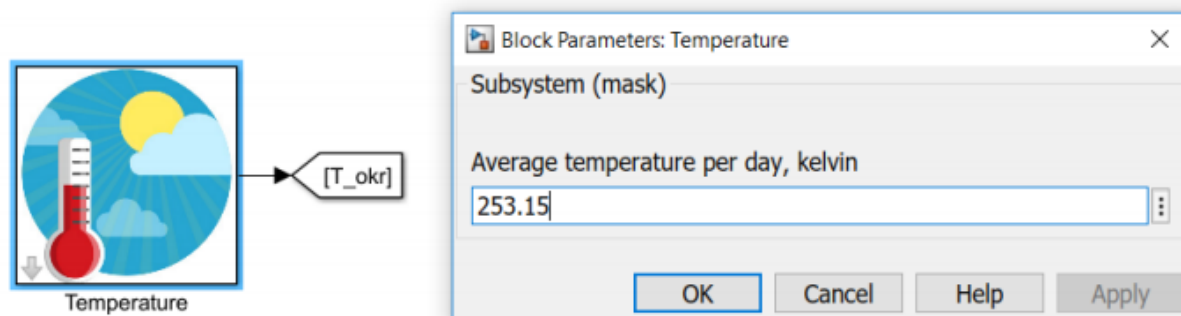 [T_okr]
Temperature
Block Parameters: Temperature
Subsystem (mask)
Average temperature per day, kelvin
253.15
OK Cancel Help Apply